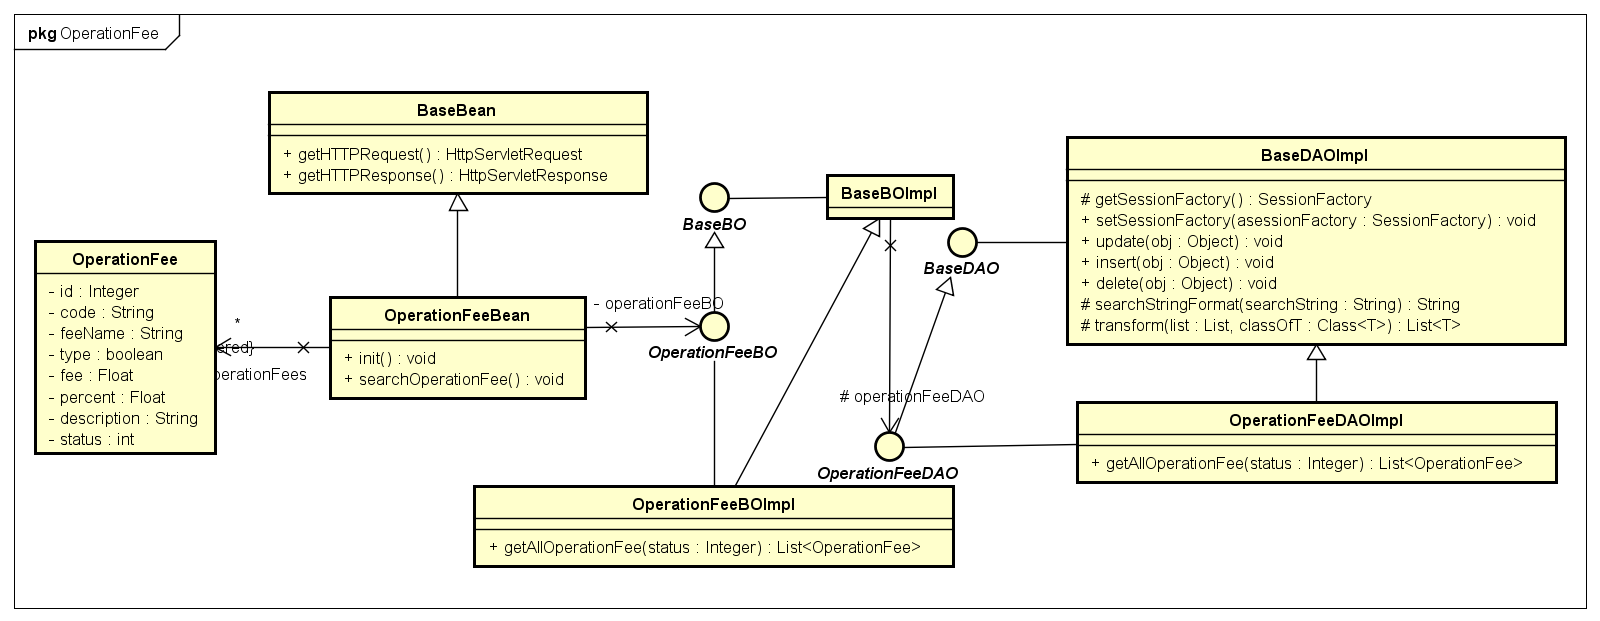 pkg OperationFee
BaseBean
+ getHTTPRequest() : HttpServletRequest
+ getHTTPResponse() : HttpServletResponse
BaseBO
BaseBOImpl
BaseDAO
BaseDAOImpl
# getSessionFactory() : SessionFactory
+ setSessionFactory(asessionFactory : SessionFactory) : void
+ update(obj : Object) : void
+ insert(obj : Object) : void
+ delete(obj : Object) : void
# searchStringFormat(searchString : String) : String
# transform(list : List, classOfT : Class<T>) : List<T>
OperationFee
- id : Integer
- code : String
- feeName : String
- type : boolean
- fee : Float
- percent : Float
- description : String
- status : int
*
ered}
perationFees
OperationFeeBean
+ init() : void
+ searchOperationFee() : void
- operationFeeBO
OperationFeeBO
# operationFeeDAO
OperationFeeDAO
OperationFeeDAOImpl
+ getAllOperationFee(status : Integer) : List<OperationFee>
OperationFeeBOImpl
+ getAllOperationFee(status : Integer) : List<OperationFee>